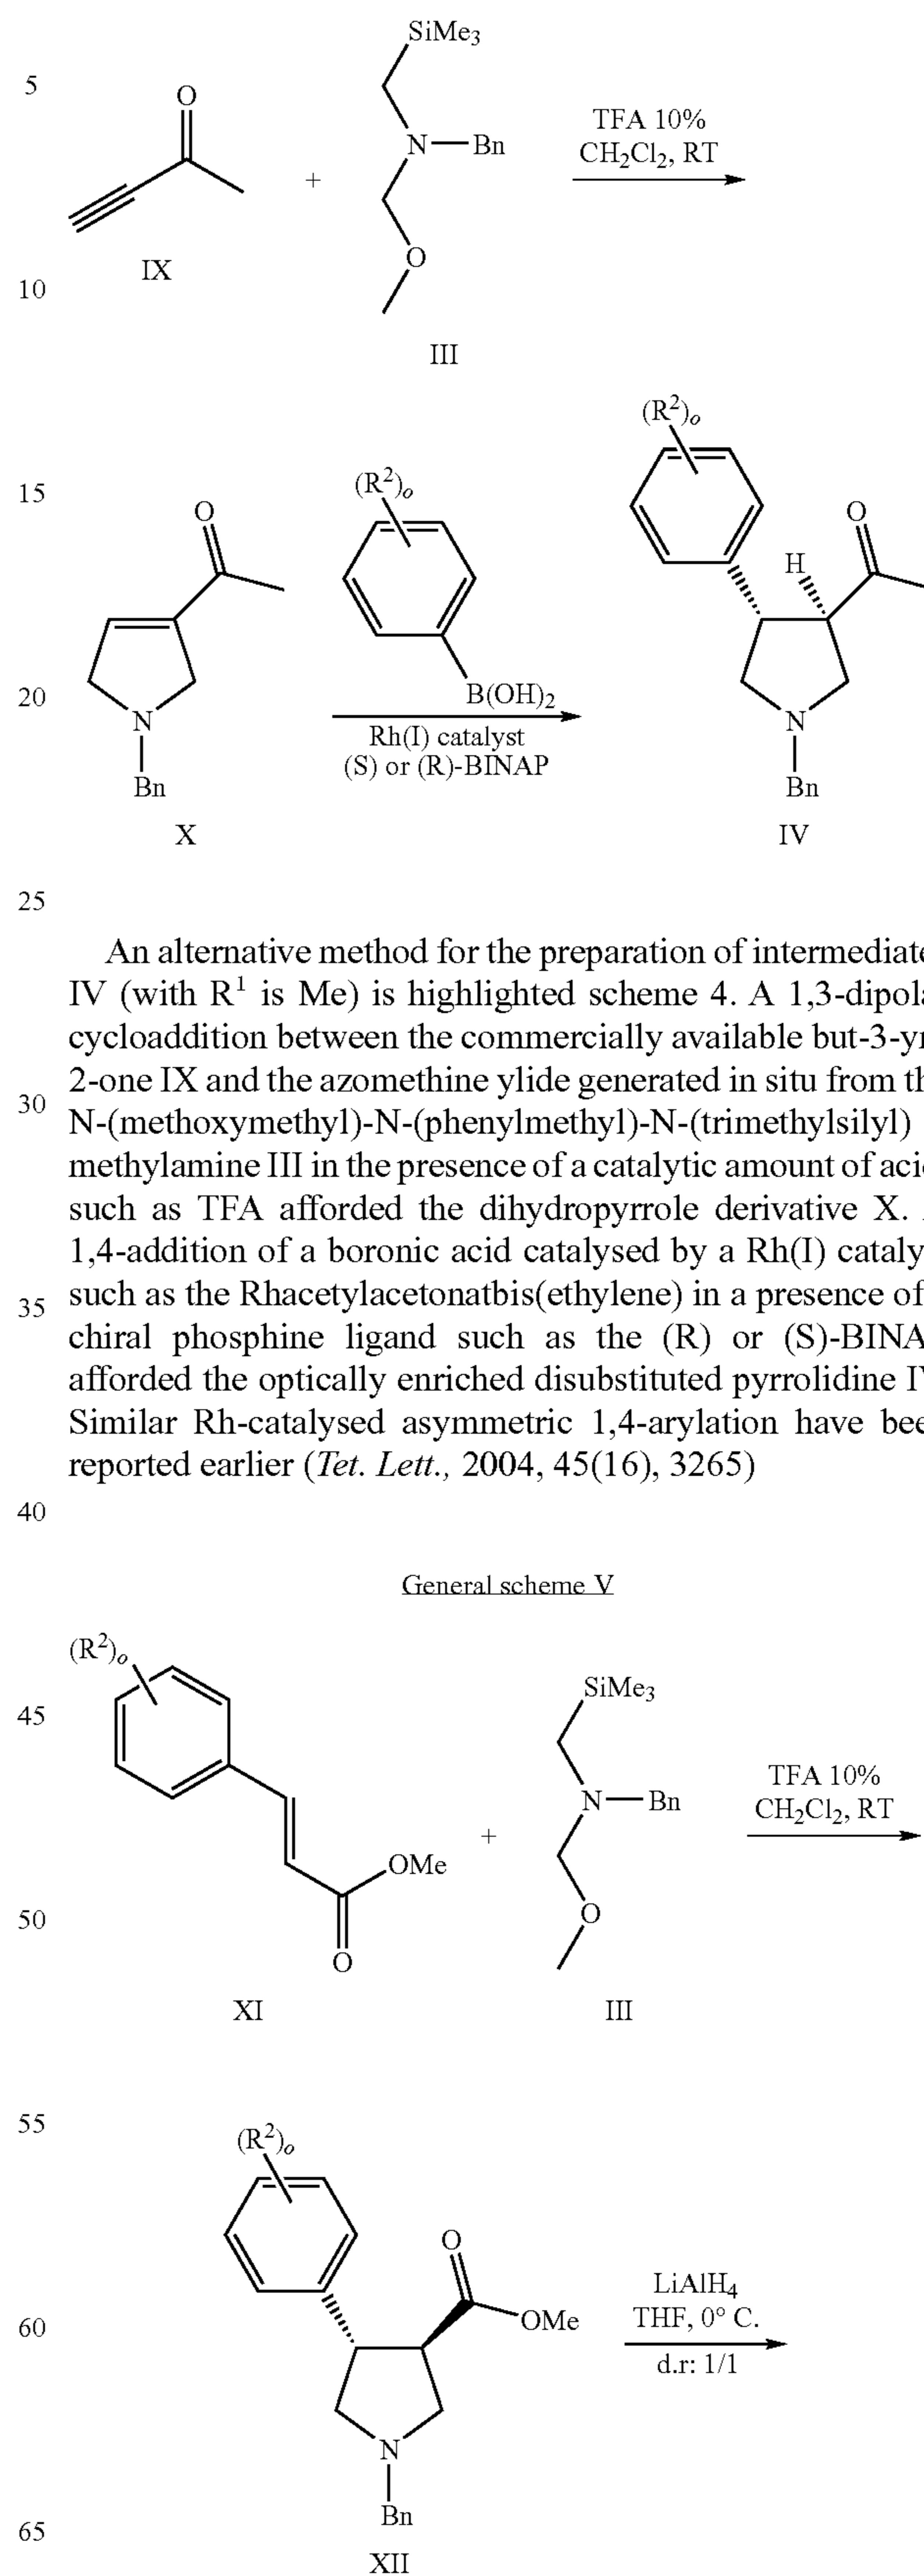 SiMe3
5
O
TFA 10%
N—Bn
CH2Cl2, RT
+
O
IX
10
III
(R2)o
15
(R2)o
O
O
H
20
B(OH)2
N
N
Rh(I) catalyst
(S) or (R)-BINAP
Bn
Bn
X
IV
25
An alternative method for the preparation of intermediate
IV (with R1 is Me) is highlighted scheme 4. A 1,3-dipola
cycloaddition between the commercially available but-3-yn
2-one IX and the azomethine ylide generated in situ from th
30
N-(methoxymethyl)-N-(phenylmethyl)-N-(trimethylsilyl)
methylamine III in the presence of a catalytic amount of aci
such as TFA afforded the dihydropyrrole derivative X.
1,4-addition of a boronic acid catalysed by a Rh(I) cataly
35
such as the Rhacetylacetonatbis(ethylene) in a presence of
chiral phosphine ligand such as the (R) or (S)-BINA
afforded the optically enriched disubstituted pyrrolidine IV
Similar Rh-catalysed asymmetric 1,4-arylation have bee
reported earlier (Tet. Lett., 2004, 45(16), 3265)
40
General scheme V
(R2)o
45
SiMe3
TFA 10%
N—Bn
CH2Cl2, RT
+
OMe
50
O
O
XI
III
55
(R2)o
O
LiAlH4
60
OMe
THF, 0° C.
d.r: 1/1
N
Bn
65
XII